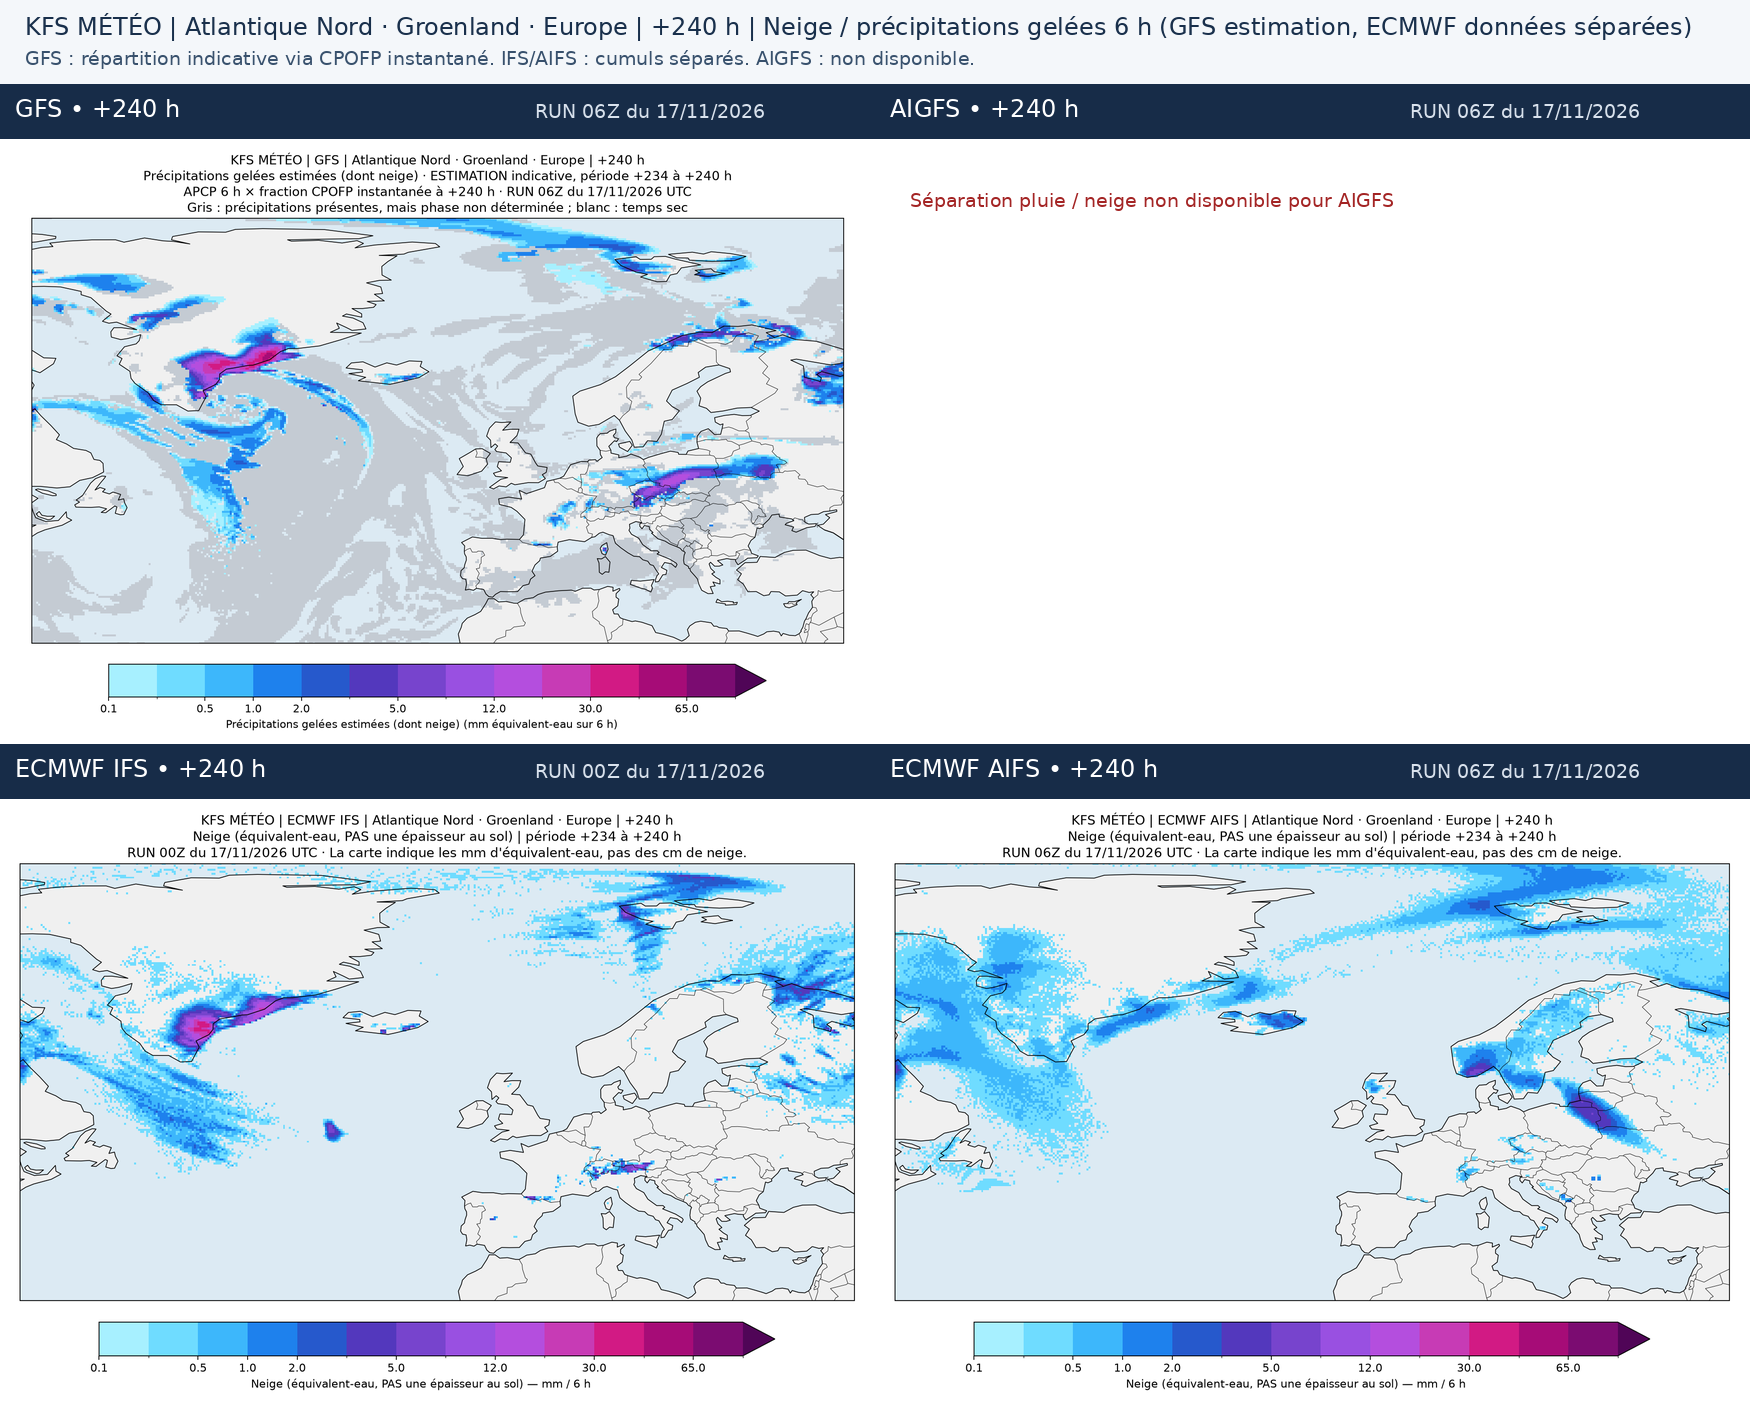 KFS MÉTÉO | Atlantique Nord · Groenland · Europe | +240 h | Neige / précipitations gelées 6 h (GFS estimation, ECMWF données séparées)
GFS : répartition indicative via CPOFP instantané. IFS/AIFS : cumuls séparés. AIGFS : non disponible.
GFS • +240 h
RUN 06Z du 17/11/2026
AIGFS • +240 h
RUN 06Z du 17/11/2026
KFS MÉTÉO | GFS | Atlantique Nord · Groenland · Europe | +240 h
Précipitations gelées estimées (dont neige) · ESTIMATION indicative, période +234 à +240 h
APCP 6 h × fraction CPOFP instantanée à +240 h · RUN 06Z du 17/11/2026 UTC
Gris : précipitations présentes, mais phase non déterminée ; blanc : temps sec
Séparation pluie / neige non disponible pour AIGFS
0.1 0.5 1.0 2.0 5.0 12.0 30.0 65.0
Précipitations gelées estimées (dont neige) (mm équivalent-eau sur 6 h)
ECMWF IFS • +240 h
RUN 00Z du 17/11/2026
ECMWF AIFS • +240 h
RUN 06Z du 17/11/2026
KFS MÉTÉO | ECMWF IFS | Atlantique Nord · Groenland · Europe | +240 h
Neige (équivalent-eau, PAS une épaisseur au sol) | période +234 à +240 h
RUN 00Z du 17/11/2026 UTC · La carte indique les mm d'équivalent-eau, pas des cm de neige.
KFS MÉTÉO | ECMWF AIFS | Atlantique Nord · Groenland · Europe | +240 h
Neige (équivalent-eau, PAS une épaisseur au sol) | période +234 à +240 h
RUN 06Z du 17/11/2026 UTC · La carte indique les mm d'équivalent-eau, pas des cm de neige.
0.1 0.5 1.0 2.0 5.0 12.0 30.0 65.0
Neige (équivalent-eau, PAS une épaisseur au sol) — mm / 6 h
0.1 0.5 1.0 2.0 5.0 12.0 30.0 65.0
Neige (équivalent-eau, PAS une épaisseur au sol) — mm / 6 h